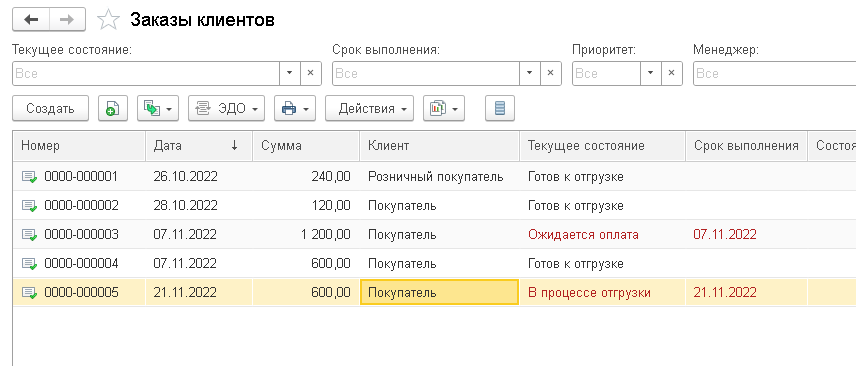 Заказы клиентов
Текущее состояние: Срок выполнения: Приоритет: Менеджер:
Все Все Все Все
Создать ЭДО Действия
Номер Дата ↓ Сумма Клиент Текущее состояние Срок выполнения Состоя
0000-000001 26.10.2022 240,00 Розничный покупатель Готов к отгрузке
0000-000002 28.10.2022 120,00 Покупатель Готов к отгрузке
0000-000003 07.11.2022 1 200,00 Покупатель Ожидается оплата 07.11.2022
0000-000004 07.11.2022 600,00 Покупатель Готов к отгрузке
0000-000005 21.11.2022 600,00 Покупатель В процессе отгрузки 21.11.2022